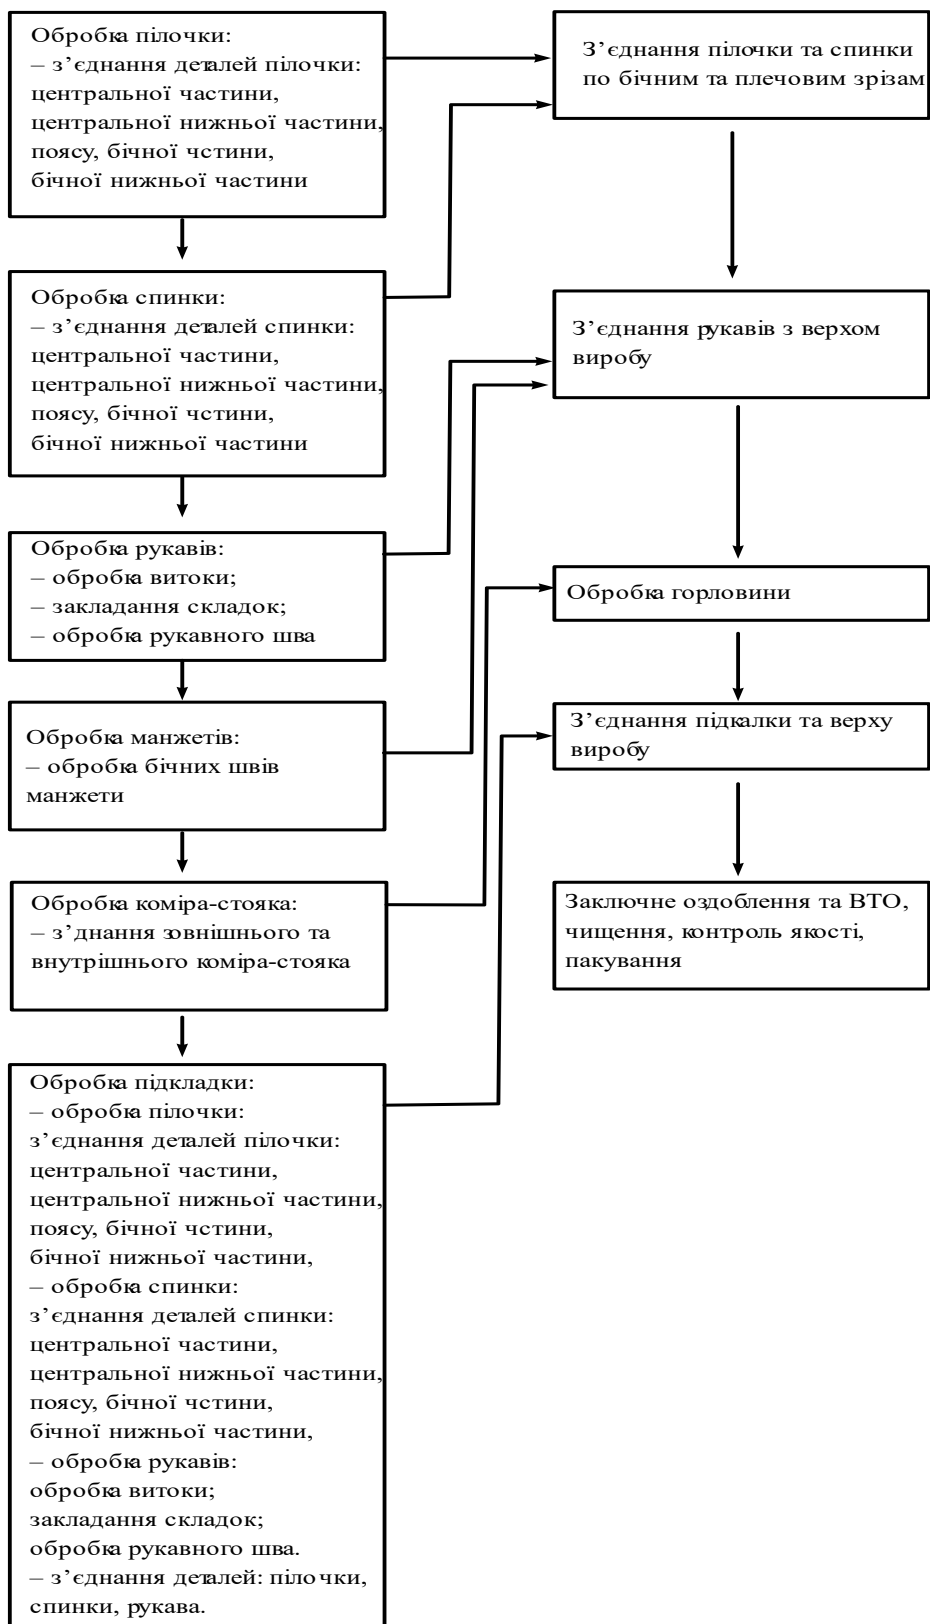 Обробка пілочки:
– з’єднання деталей пілочки:
центральної частини,
центральної нижньої частини,
поясу, бічної чстини,
бічної нижньої частини
Обробка спинки:
– з’єднання деталей спинки:
центральної частини,
центральної нижньої частини,
поясу, бічної чстини,
бічної нижньої частини
Обробка рукавів:
– обробка витоки;
– закладання складок;
– обробка рукавного шва
Обробка манжетів:
– обробка бічних швів
манжети
Обробка коміра-стояка:
– з’днання зовнішнього та
внутрішнього коміра-стояка
Обробка підкладки:
– обробка пілочки:
з’єднання деталей пілочки:
центральної частини,
центральної нижньої частини,
поясу, бічної чстини,
бічної нижньої частини,
– обробка спинки:
з’єднання деталей спинки:
центральної частини,
центральної нижньої частини,
поясу, бічної чстини,
бічної нижньої частини,
– обробка рукавів:
обробка витоки;
закладання складок;
обробка рукавного шва.
– з’єднання деталей: пілочки,
спинки, рукава.
З’єднання пілочки та спинки
по бічним та плечовим зрізам
З’єднання рукавів з верхом
виробу
Обробка горловини
З’єднання підкалки та верху
виробу
Заключне оздоблення та ВТО,
чищення, контроль якості,
пакування